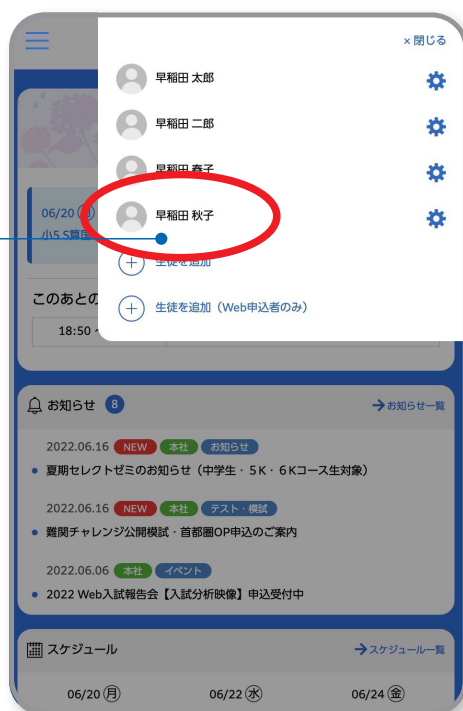 ×閉じる
早稲田 太郎
早稲田 二郎
早稲田 春子
早稲田 秋子
生徒を追加
生徒を追加（Web申込者のみ）
06/20 ㊊
小5 S算国
このあとの
18:50 ~
お知らせ 8
→お知らせ一覧
2022.06.16 NEW 本社 お知らせ
• 夏期セレクトゼミのお知らせ（中学生・５K・６Kコース生対象）
2022.06.16 NEW 本社 テスト・模試
• 難関チャレンジ公開模試・首都圏OP申込のご案内
2022.06.06 本社 イベント
• 2022 Web入試報告会【入試分析映像】申込受付中
スケジュール
→スケジュール一覧
06/20 ㊊ 06/22 ㊌ 06/24 ㊎